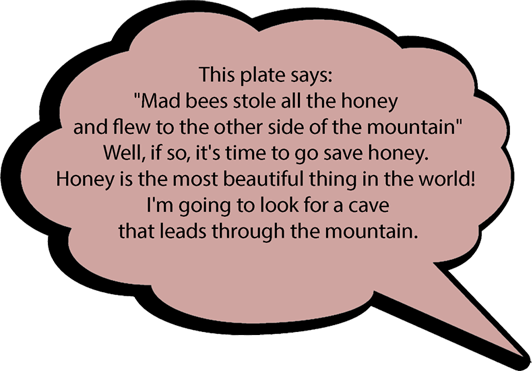 This plate says:
"Mad bees stole all the honey
and flew to the other side of the mountain"
Well, if so, it's time to go save honey.
Honey is the most beautiful thing in the world!
I'm going to look for a cave
that leads through the mountain.